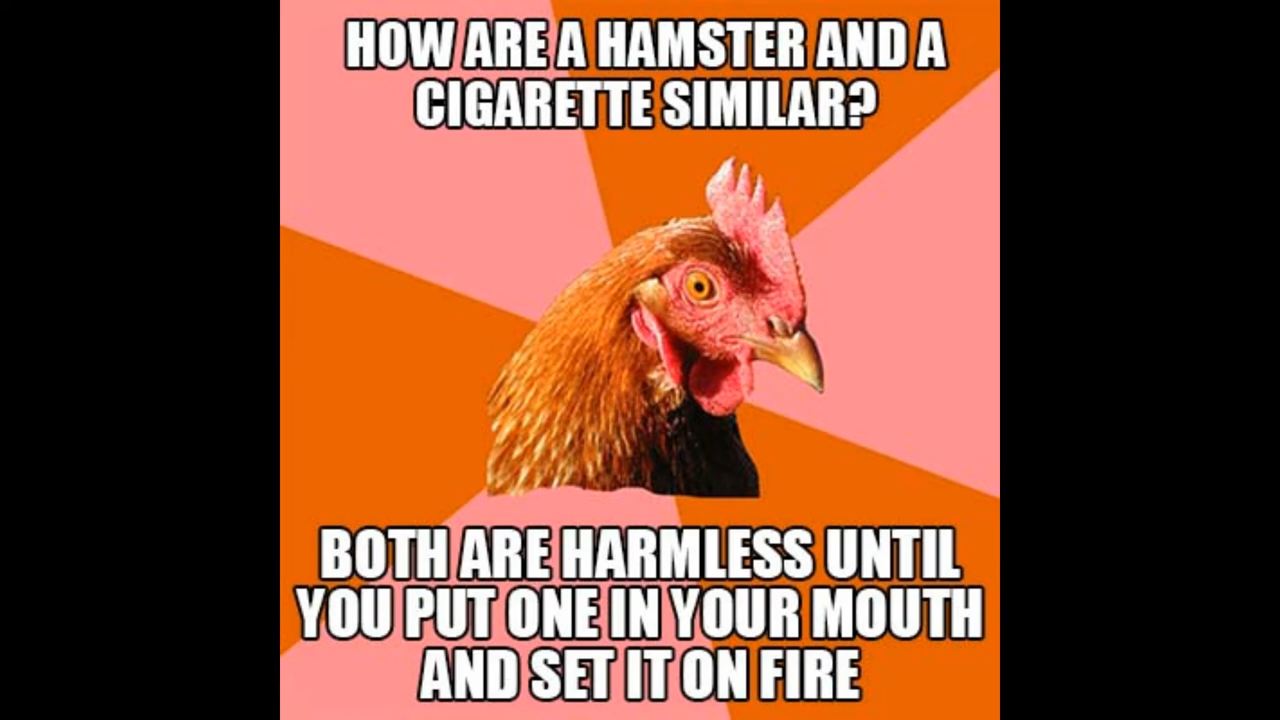 HOW ARE A HAMSTER AND A
CIGARETTE SIMILAR?
BOTH ARE HARMLESS UNTIL
YOU PUT ONE IN YOUR MOUTH
AND SET IT ON FIRE